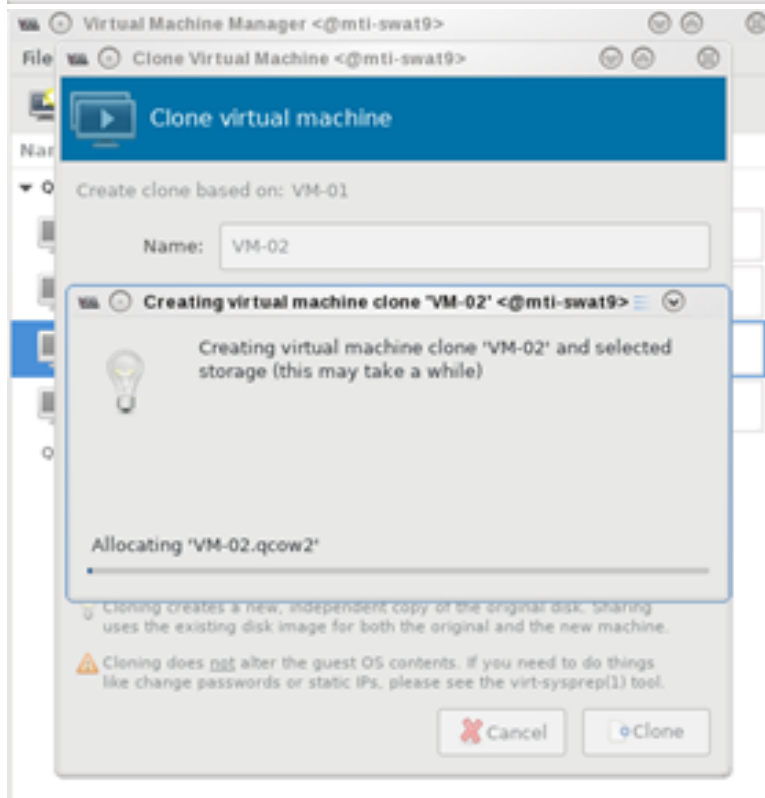 Virtual Machine Manager <@mti-swat9>
File
Clone Virtual Machine <@mti-swat9>
Clone virtual machine
Nar
Create clone based on: VM-01
Name: VM-02
Creating virtual machine clone 'VM-02' <@mti-swat9>
Creating virtual machine clone 'VM-02' and selected
storage (this may take a while)
Allocating 'VM-02.qcow2'
Cloning creates a new, independent copy of the original disk. Sharing
uses the existing disk image for both the original and the new machine.
Cloning does not alter the guest OS contents. If you need to do things
like change passwords or static IPs, please see the virt-sysprep(1) tool.
Cancel
Clone